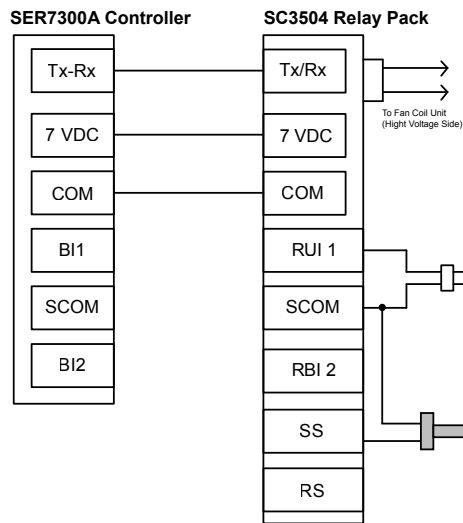 SER7300A Controller
SC3504 Relay Pack
Tx-Rx
Tx/Rx
To Fan Coil Unit
(Hight Voltage Side)
7 VDC
7 VDC
COM
COM
BI1
RUI 1
SCOM
SCOM
BI2
RBI 2
SS
RS